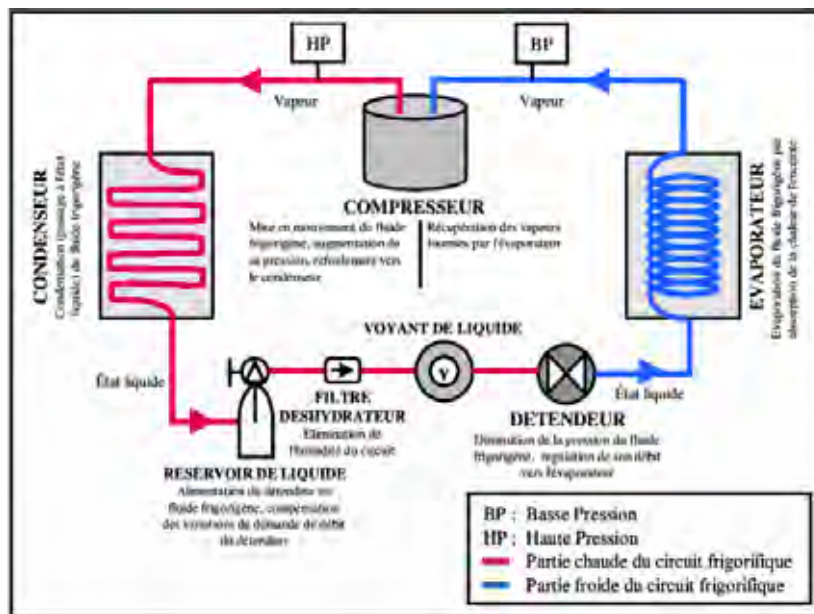 HP
BP
Vapeur
Vapeur
CONDENSEUR
Condensation (passage à l'état
liquide) du fluide frigorigène
COMPRESSEUR
Mise en mouvement du fluide
frigorigène, augmentation de
sa pression, refoulement vers
le condenseur
Récupération des vapeurs
fournies par l'évaporateur
EVAPORATEUR
Evaporation du fluide frigorigène par
absorption de la chaleur de l'enceinte
VOYANT DE LIQUIDE
V
État liquide
FILTRE
DESHYDRATEUR
Elimination de
l'humidité du circuit
DETENDEUR
Diminution de la pression du fluide
frigorigène, régulation de son débit
vers l'évaporateur
État liquide
RESERVOIR DE LIQUIDE
Alimentation du détendeur en
fluide frigorigène, compensation
des variations de demande de débit
du détendeur
BP : Basse Pression
HP : Haute Pression
Partie chaude du circuit frigorifique
Partie froide du circuit frigorifique